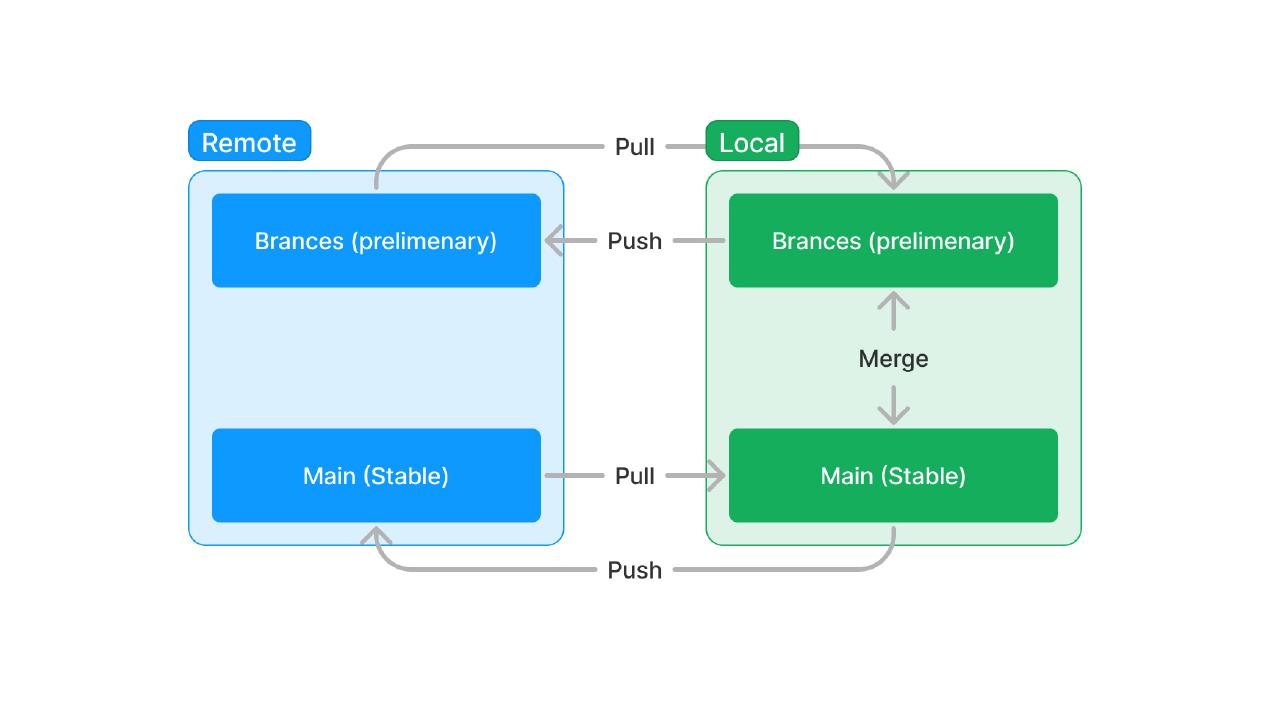 Remote
Pull
Local
Brances (prelimenary)
Push
Brances (prelimenary)
Merge
Main (Stable)
Pull
Main (Stable)
Push